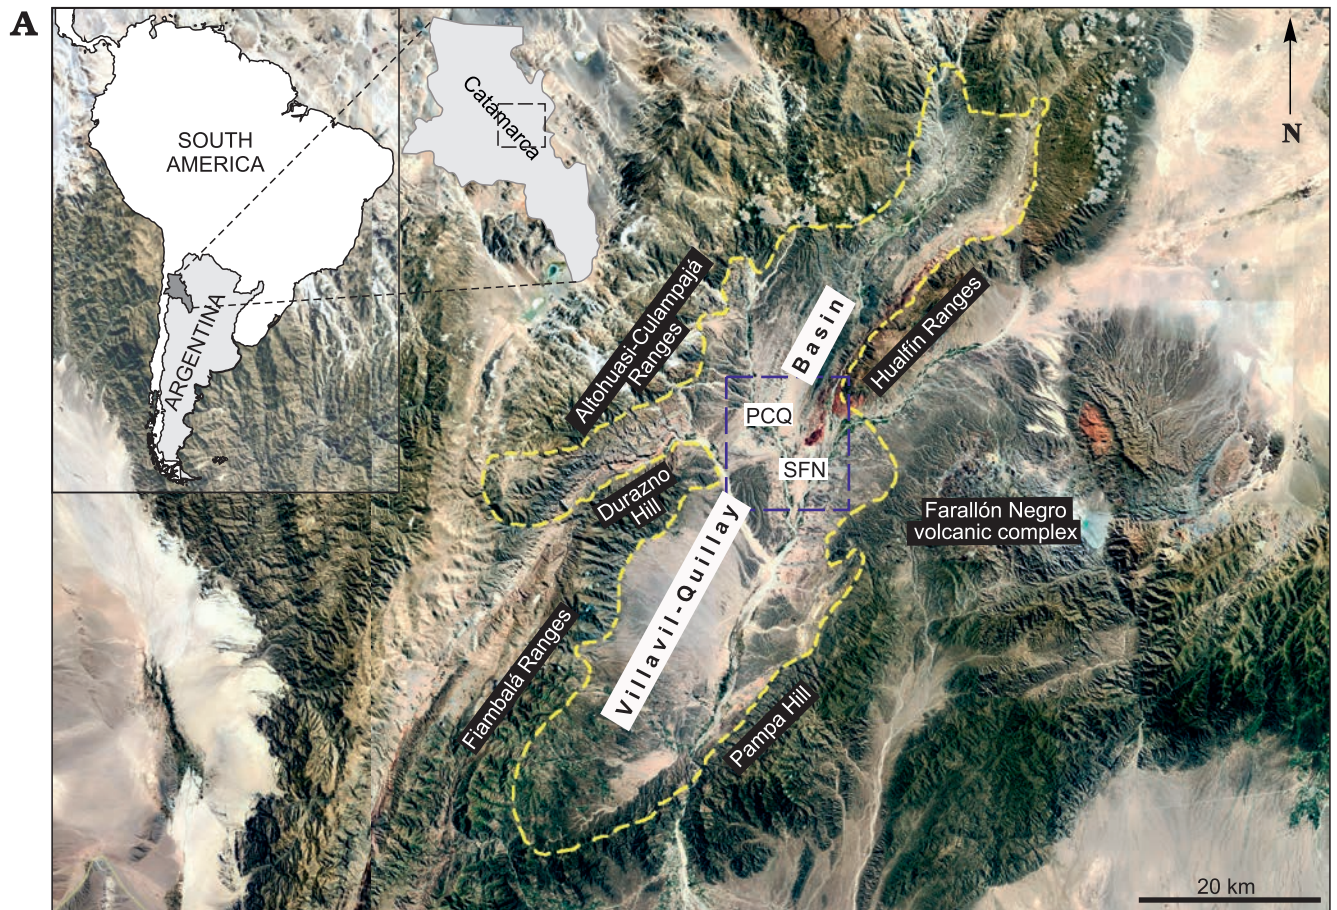 A
SOUTH
AMERICA
ARGENTINA
Catamarca
N
Altohuasi-Culampajá
Ranges
Basin
Hualfín Ranges
PCQ
SFN
Durazno
Hill
Farallón Negro
volcanic complex
Villavil-Quillay
Fiambalá Ranges
Pampa Hill
20 km